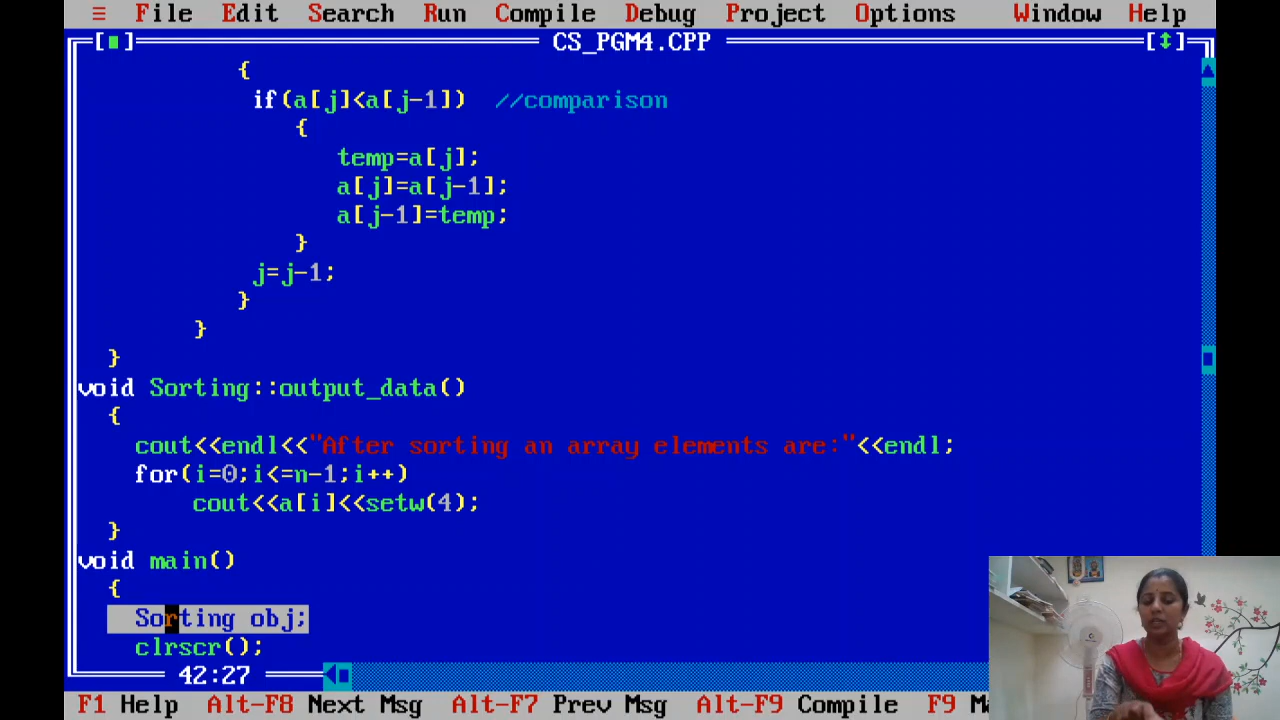 ≡ File Edit Search Run Compile Debug Project Options Window Help
[■] CS_PGM4.CPP [↕]
{
if(a[j]<a[j-1]) //comparison
{
temp=a[j];
a[j]=a[j-1];
a[j-1]=temp;
}
j=j-1;
}
}
}
void Sorting::output_data()
{
cout<<endl<<"After sorting an array elements are:"<<endl;
for(i=0;i<=n-1;i++)
cout<<a[i]<<setw(4);
}
void main()
{
Sorting obj;
clrscr();
42:27
F1 Help Alt-F8 Next Msg Alt-F7 Prev Msg Alt-F9 Compile F9